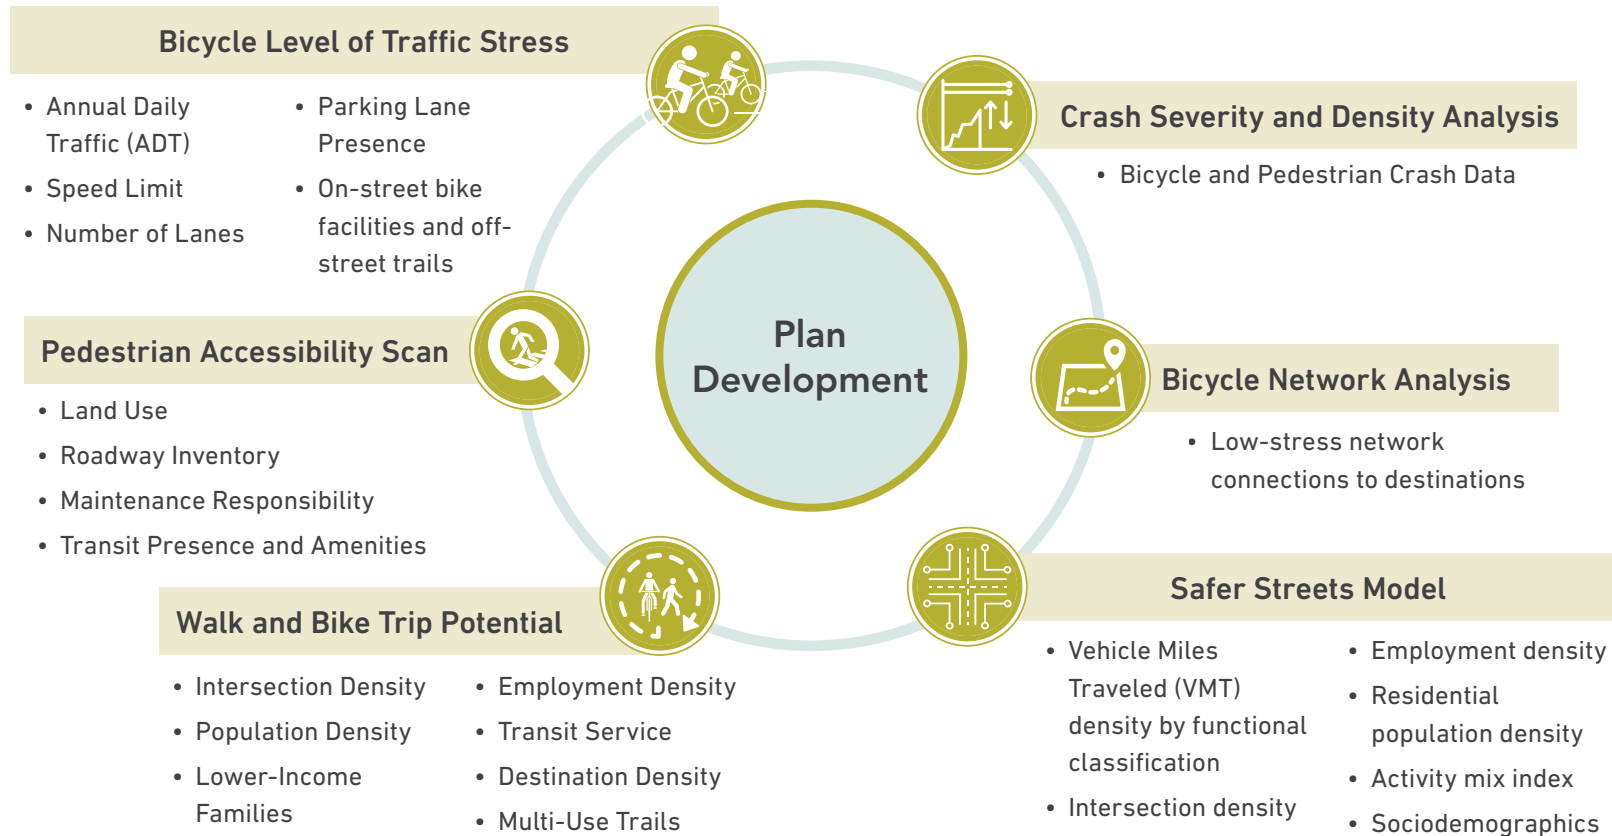 Bicycle Level of Traffic Stress
• Annual Daily
Traffic (ADT)
• Speed Limit
• Number of Lanes
• Parking Lane
Presence
• On-street bike
facilities and off-
street trails
Crash Severity and Density Analysis
• Bicycle and Pedestrian Crash Data
Plan
Development
Pedestrian Accessibility Scan
• Land Use
• Roadway Inventory
• Maintenance Responsibility
• Transit Presence and Amenities
Bicycle Network Analysis
• Low-stress network
connections to destinations
Walk and Bike Trip Potential
• Intersection Density
• Population Density
• Lower-Income
Families
• Employment Density
• Transit Service
• Destination Density
• Multi-Use Trails
Safer Streets Model
• Vehicle Miles
Traveled (VMT)
density by functional
classification
• Intersection density
• Employment density
• Residential
population density
• Activity mix index
• Sociodemographics